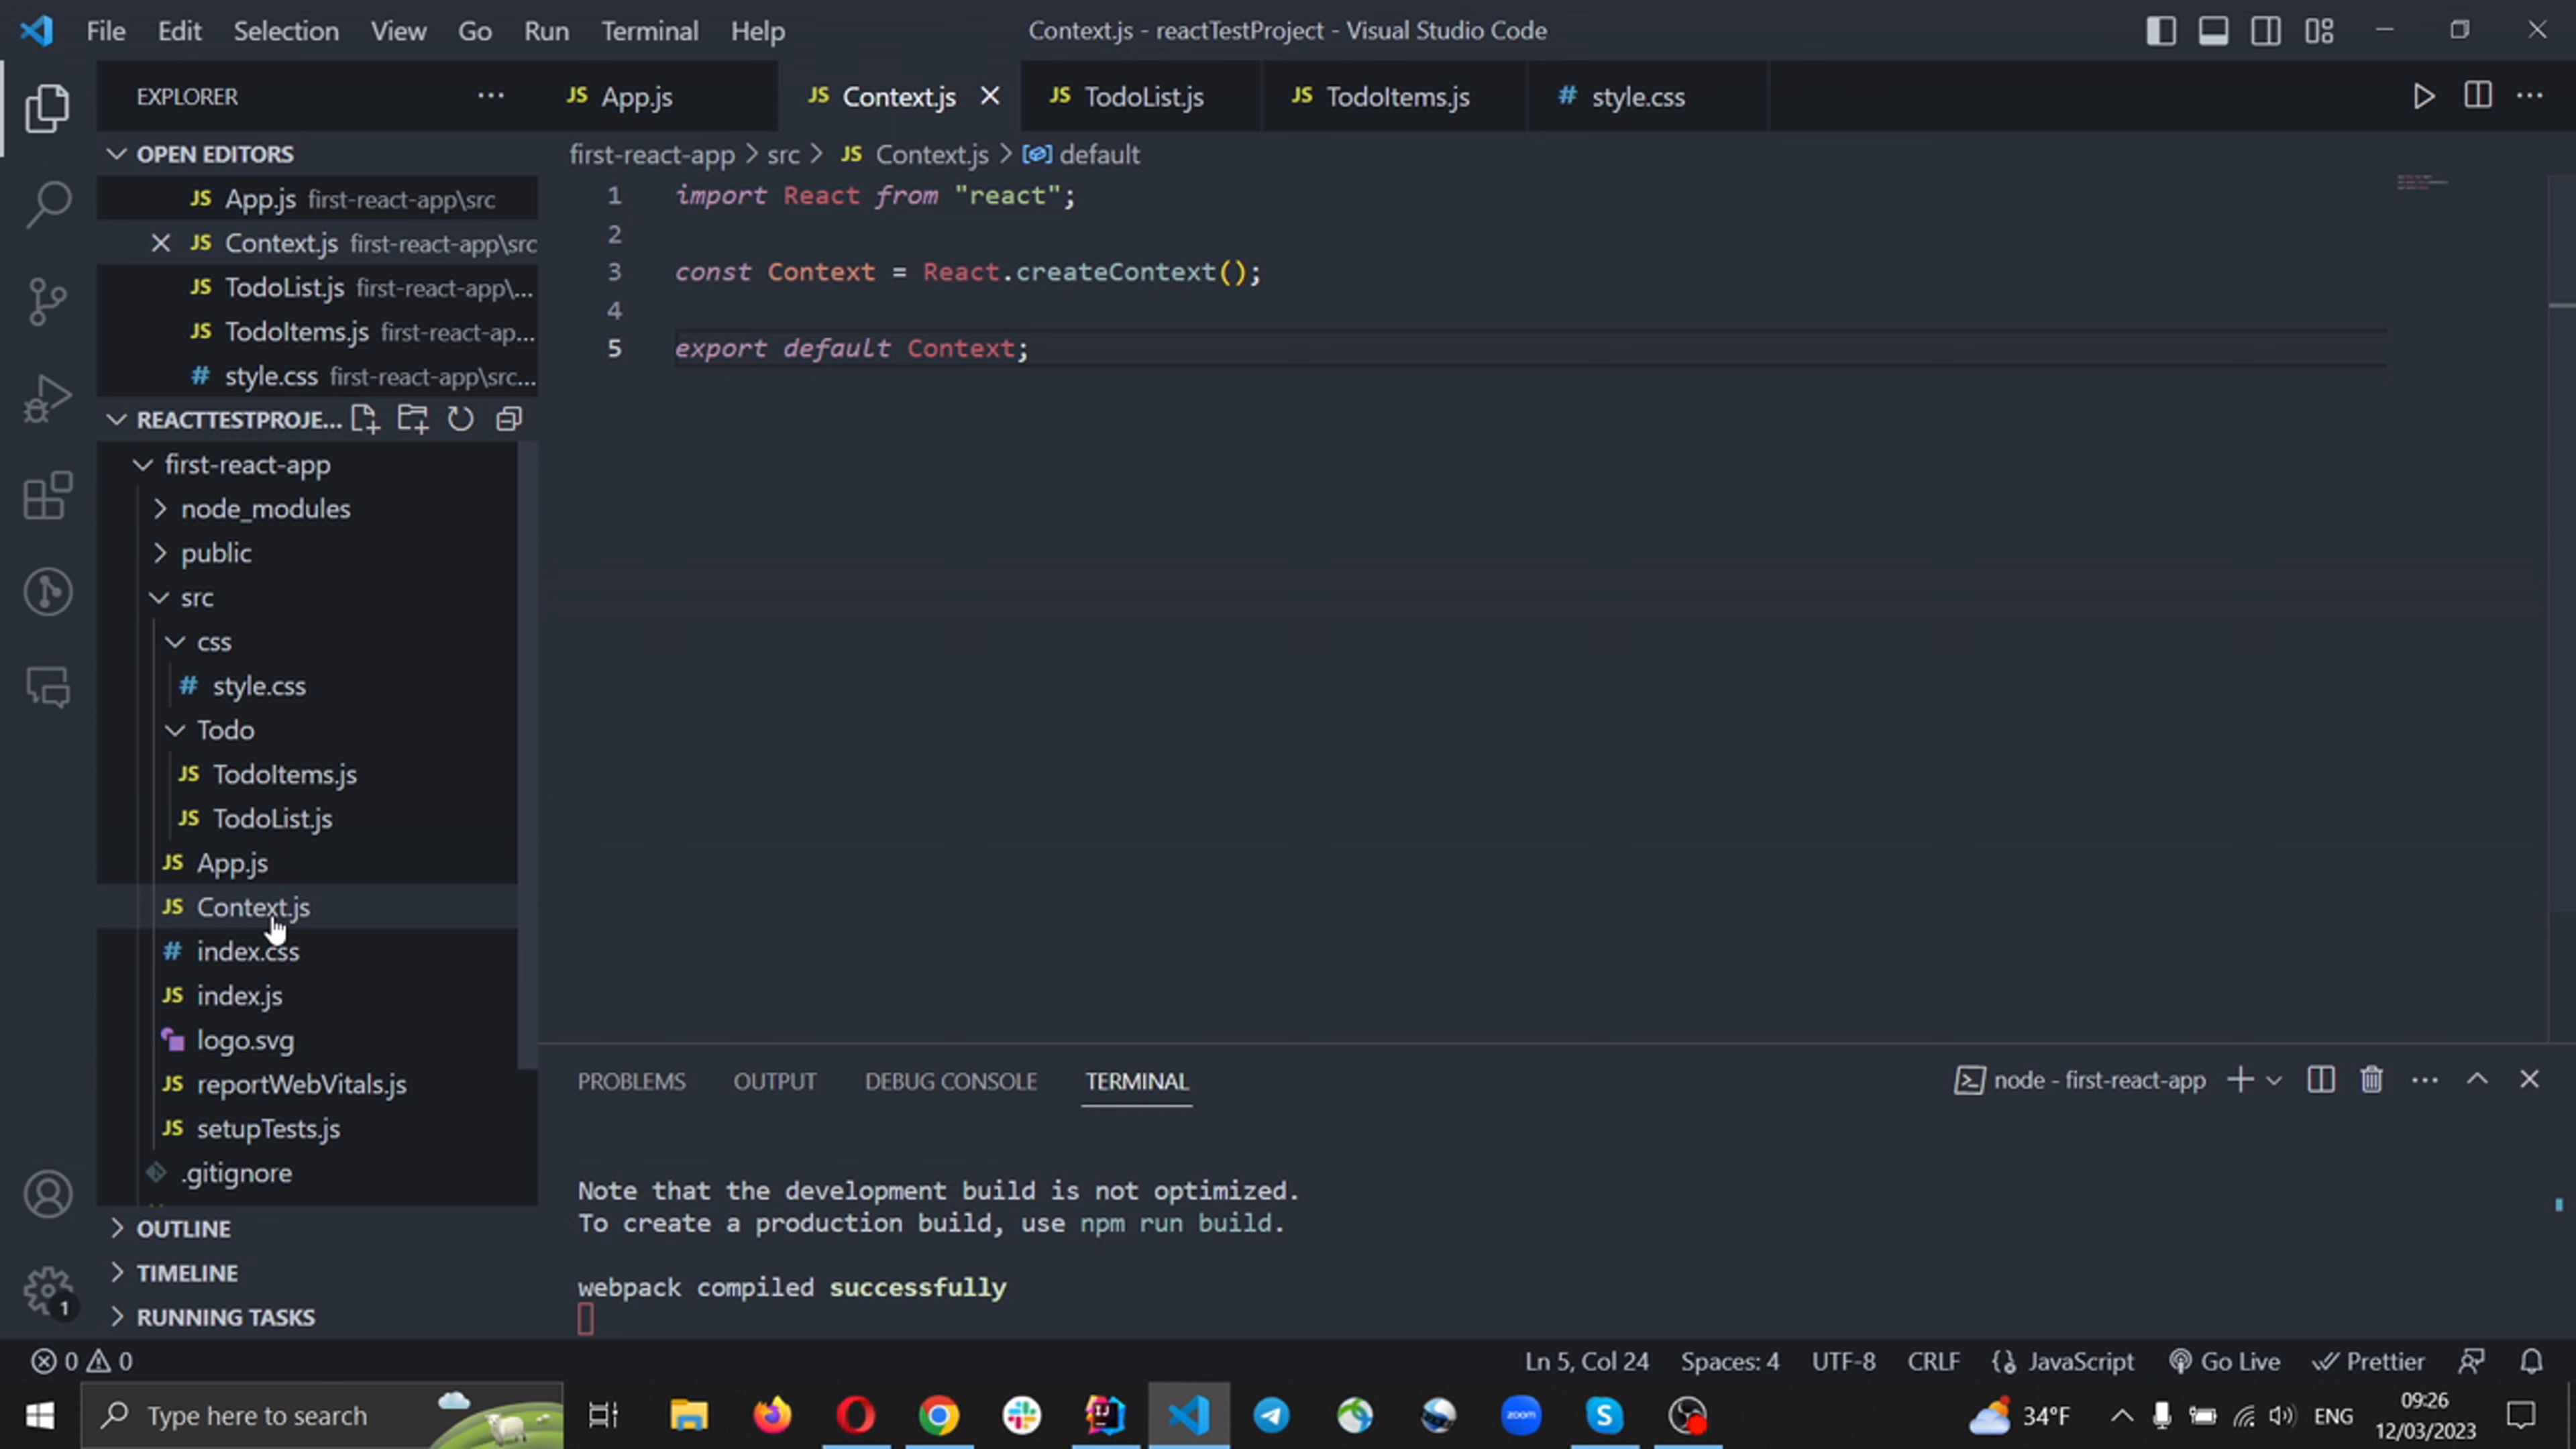 File Edit Selection View Go Run Terminal Help
Context.js - reactTestProject - Visual Studio Code
EXPLORER
JS App.js
JS Context.js
JS TodoList.js
JS TodoItems.js
# style.css
OPEN EDITORS
JS App.js first-react-app\src
JS Context.js first-react-app\src
JS TodoList.js first-react-app\...
JS TodoItems.js first-react-ap...
# style.css first-react-app\src...
REACTTESTPROJE...
first-react-app
node_modules
public
src
css
# style.css
Todo
JS TodoItems.js
JS TodoList.js
JS App.js
JS Context.js
# index.css
JS index.js
logo.svg
JS reportWebVitals.js
JS setupTests.js
.gitignore
OUTLINE
TIMELINE
RUNNING TASKS
1
first-react-app > src > JS Context.js > default
1 import React from "react";
2
3 const Context = React.createContext();
4
5 export default Context;
PROBLEMS OUTPUT DEBUG CONSOLE TERMINAL
node - first-react-app
Note that the development build is not optimized.
To create a production build, use npm run build.
webpack compiled successfully
0 0
Ln 5, Col 24 Spaces: 4 UTF-8 CRLF JavaScript Go Live Prettier
Type here to search
zoom
S
34°F
ENG
09:26
12/03/2023